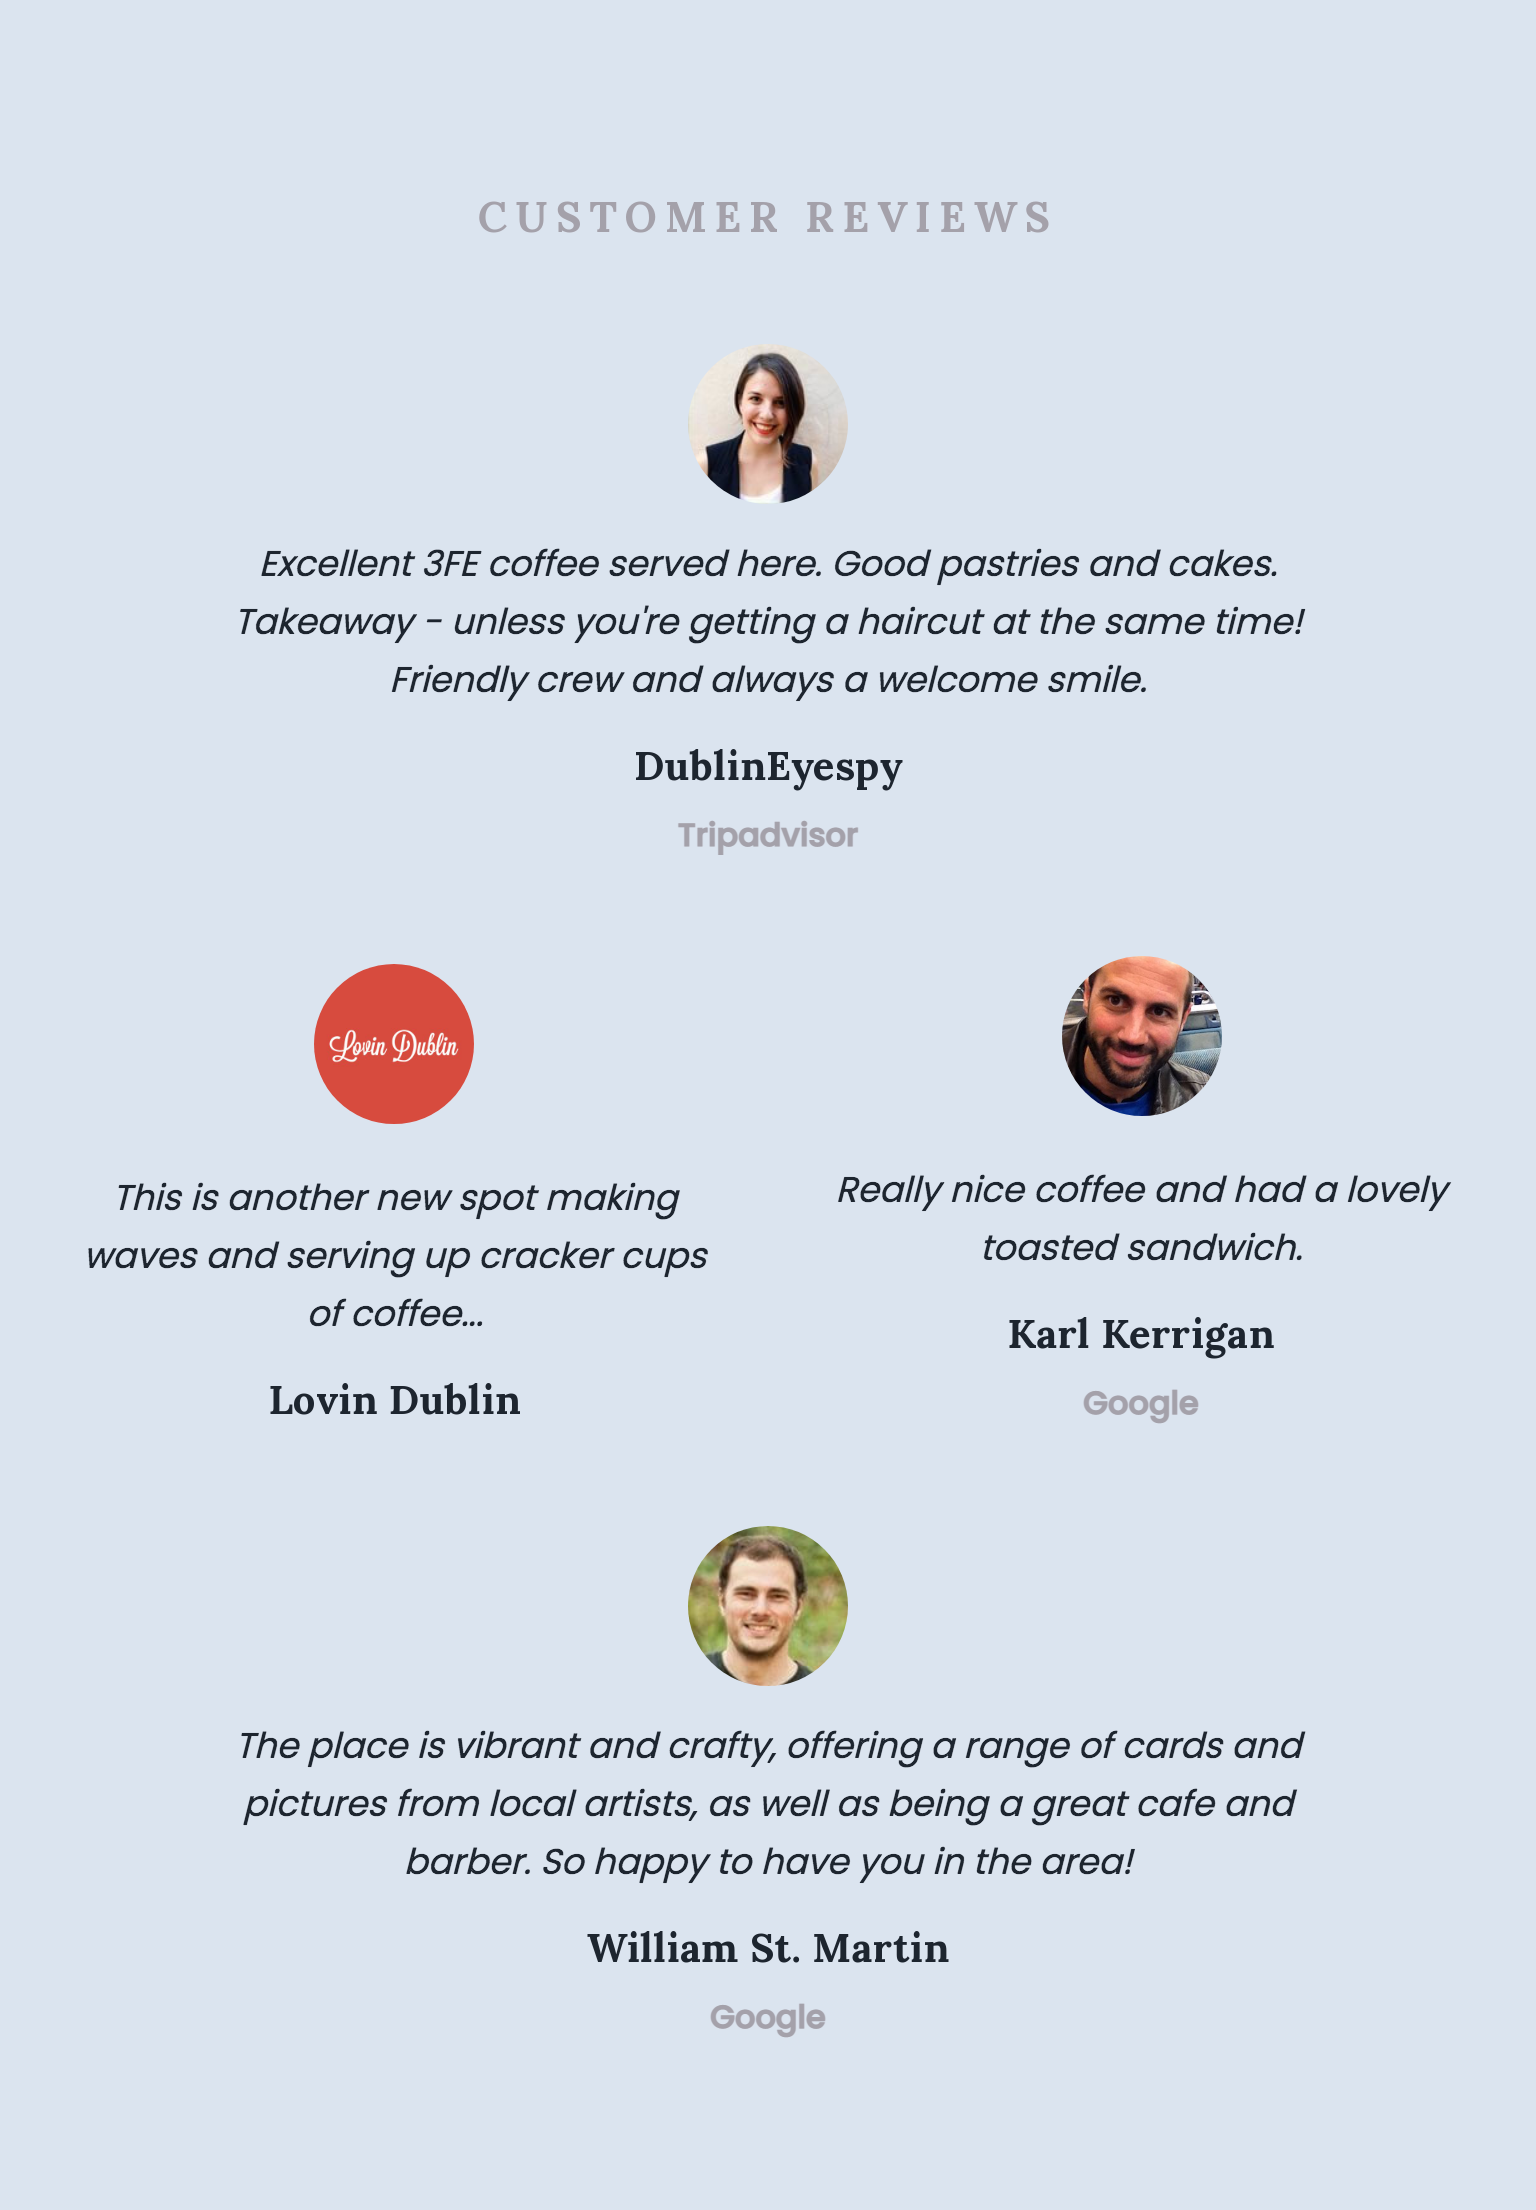 CUSTOMER REVIEWS
Excellent 3FE coffee served here. Good pastries and cakes.
Takeaway - unless you're getting a haircut at the same time!
Friendly crew and always a welcome smile.
DublinEyespy
Tripadvisor
Lovin Dublin
This is another new spot making
waves and serving up cracker cups
of coffee...
Lovin Dublin
Really nice coffee and had a lovely
toasted sandwich.
Karl Kerrigan
Google
The place is vibrant and crafty, offering a range of cards and
pictures from local artists, as well as being a great cafe and
barber. So happy to have you in the area!
William St. Martin
Google